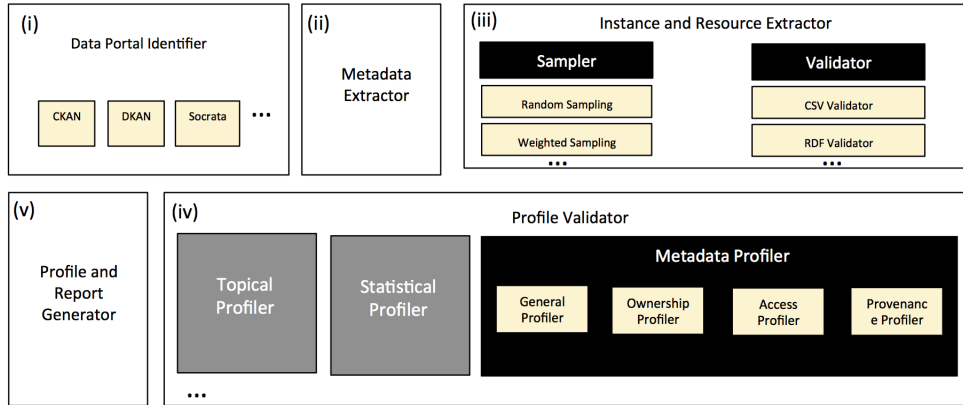 (i)
Data Portal Identifier
CKAN
DKAN
Socrata
...
(ii)
Metadata
Extractor
(iii)
Instance and Resource Extractor
Sampler
Random Sampling
Weighted Sampling
...
Validator
CSV Validator
RDF Validator
...
(v)
Profile and
Report
Generator
(iv)
Profile Validator
Topical
Profiler
Statistical
Profiler
Metadata Profiler
General
Profiler
Ownership
Profiler
Access
Profiler
Provenanc
e Profiler
...